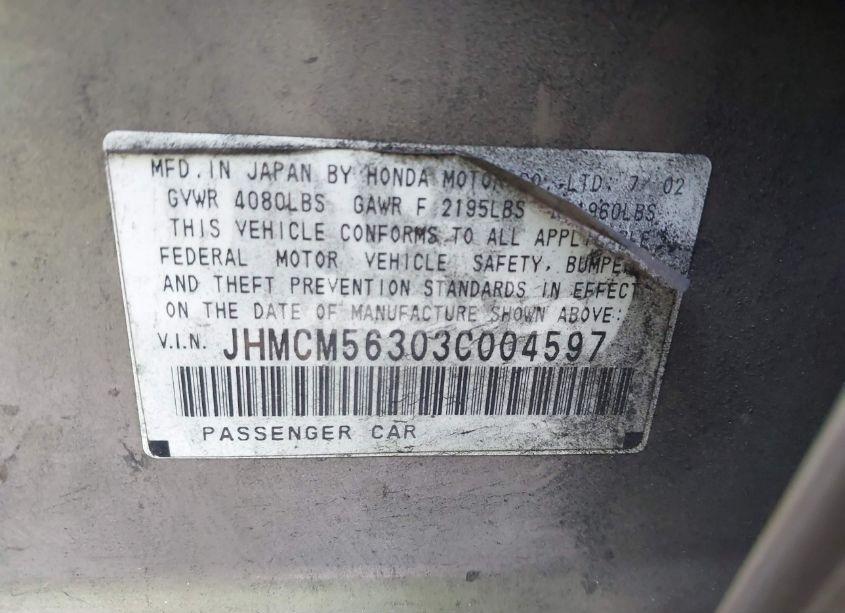 MFD. IN JAPAN BY HONDA MOTOR CO., LTD. 7/02
GVWR 4080LBS GAWR F 2195LBS 1960LBS
THIS VEHICLE CONFORMS TO ALL APPLICABLE
FEDERAL MOTOR VEHICLE SAFETY, BUMPER
AND THEFT PREVENTION STANDARDS IN EFFECT
ON THE DATE OF MANUFACTURE SHOWN ABOVE:
V.I.N. JHMCM56303C004597
PASSENGER CAR